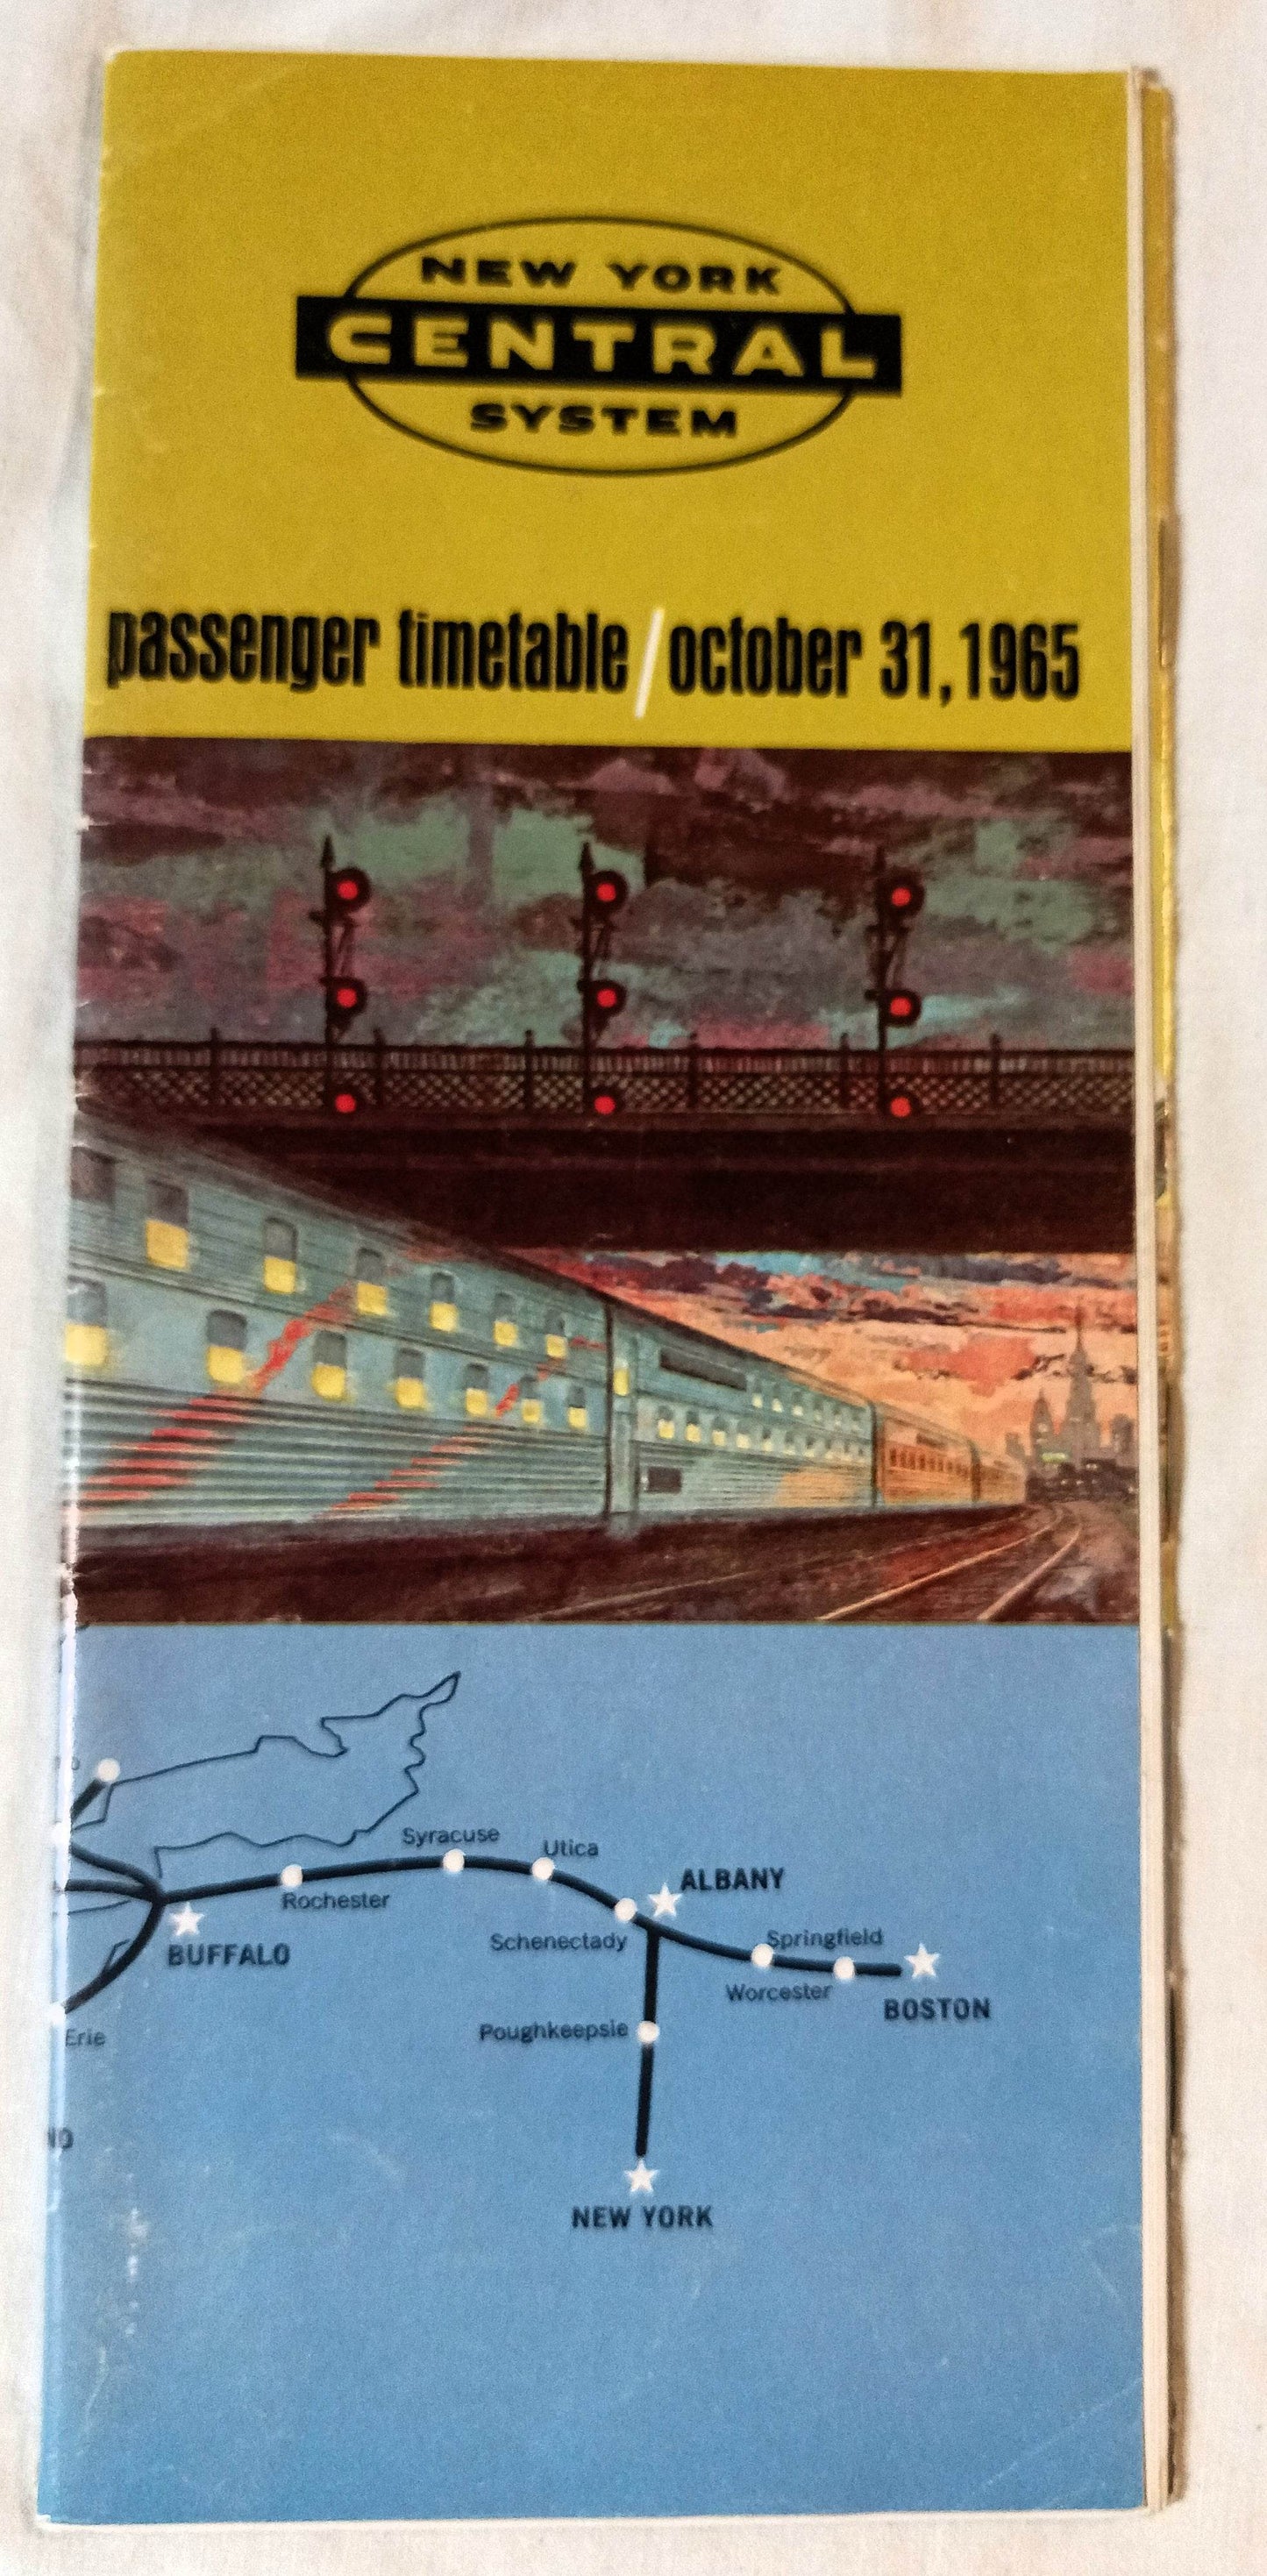 NEW YORK
CENTRAL
SYSTEM
passenger timetable/october 31, 1965
Syracuse
Utica
ALBANY
Rochester
Schenectady
Springfield
BUFFALO
Worcester
BOSTON
Poughkeepsie
Erie
NEW YORK